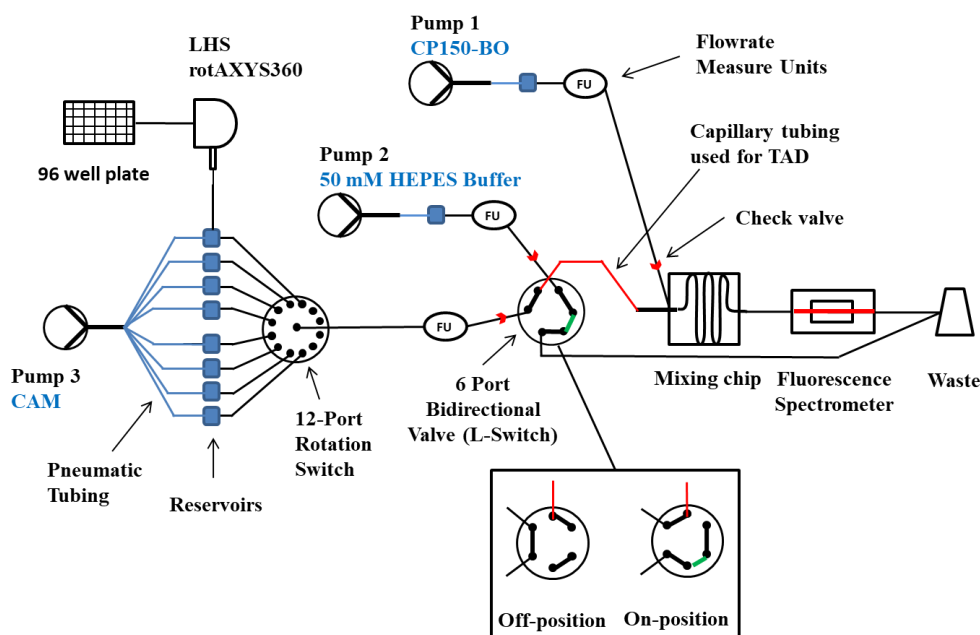 LHS
rotAXYS360
96 well plate
Pump 1
CP150-BO
FU
Flowrate
Measure Units
Capillary tubing
used for TAD
Check valve
Pump 2
50 mM HEPES Buffer
FU
Pump 3
CAM
FU
Pneumatic
Tubing
Reservoirs
12-Port
Rotation
Switch
6 Port
Bidirectional
Valve (L-Switch)
Mixing chip
Fluorescence
Spectrometer
Waste
Off-position
On-position